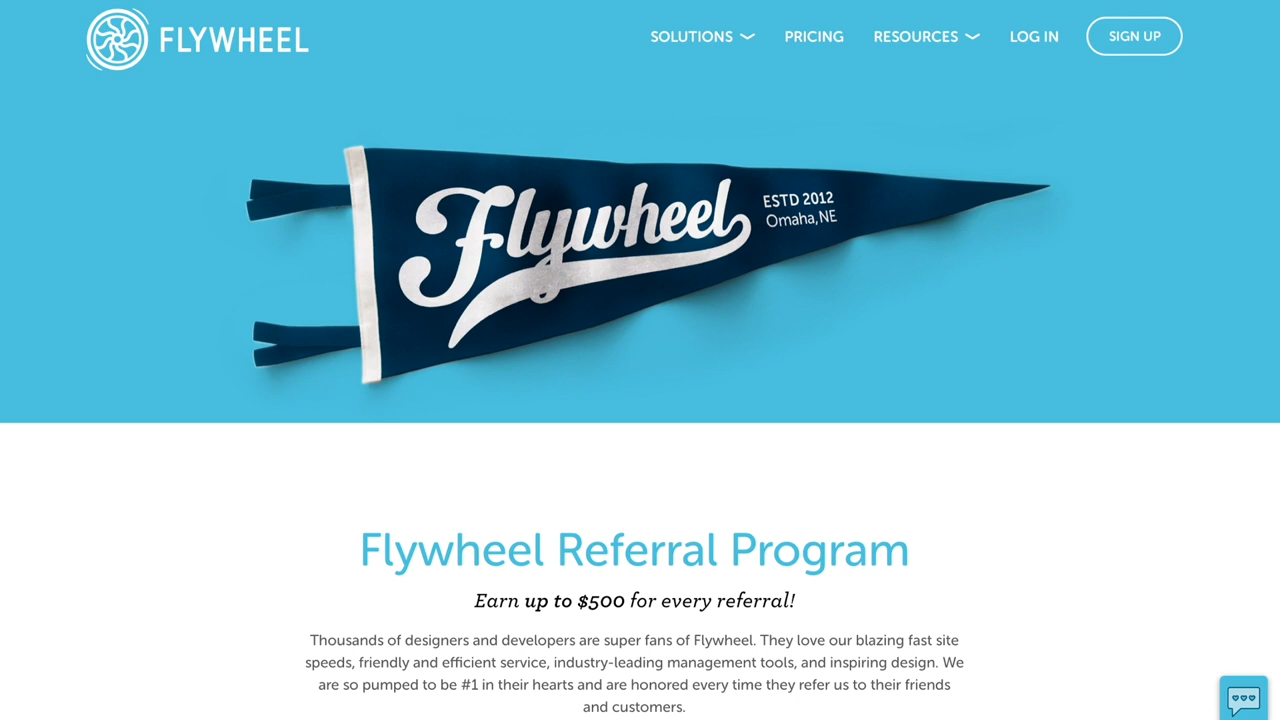 FLYWHEEL
SOLUTIONS
PRICING
RESOURCES
LOG IN
SIGN UP
Flywheel
ESTD 2012
Omaha, NE
Flywheel Referral Program
Earn up to $500 for every referral!
Thousands of designers and developers are super fans of Flywheel. They love our blazing fast site
speeds, friendly and efficient service, industry-leading management tools, and inspiring design. We
are so pumped to be #1 in their hearts and are honored every time they refer us to their friends
and customers.